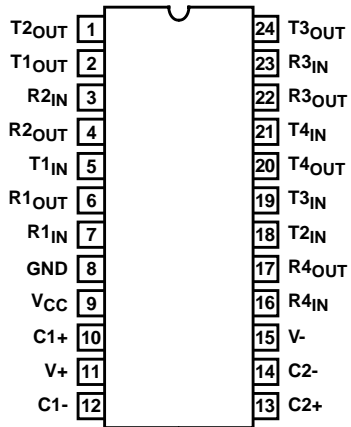 T2OUT 1 24 T3OUT
T1OUT 2 23 R3IN
R2IN 3 22 R3OUT
R2OUT 4 21 T4IN
T1IN 5 20 T4OUT
R1OUT 6 19 T3IN
R1IN 7 18 T2IN
GND 8 17 R4OUT
VCC 9 16 R4IN
C1+ 10 15 V-
V+ 11 14 C2-
C1- 12 13 C2+